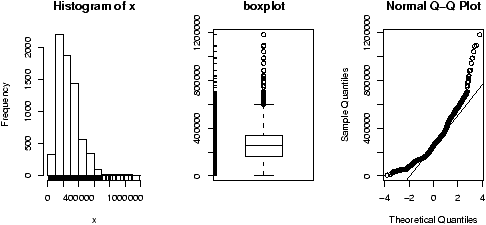 Histogram of x
Frequency
0 500 1500 2000
0 400000 1000000
x
boxplot
0 400000 800000 1200000
Normal Q−Q Plot
Sample Quantiles
0 400000 800000 1200000
−4 −2 0 2 4
Theoretical Quantiles